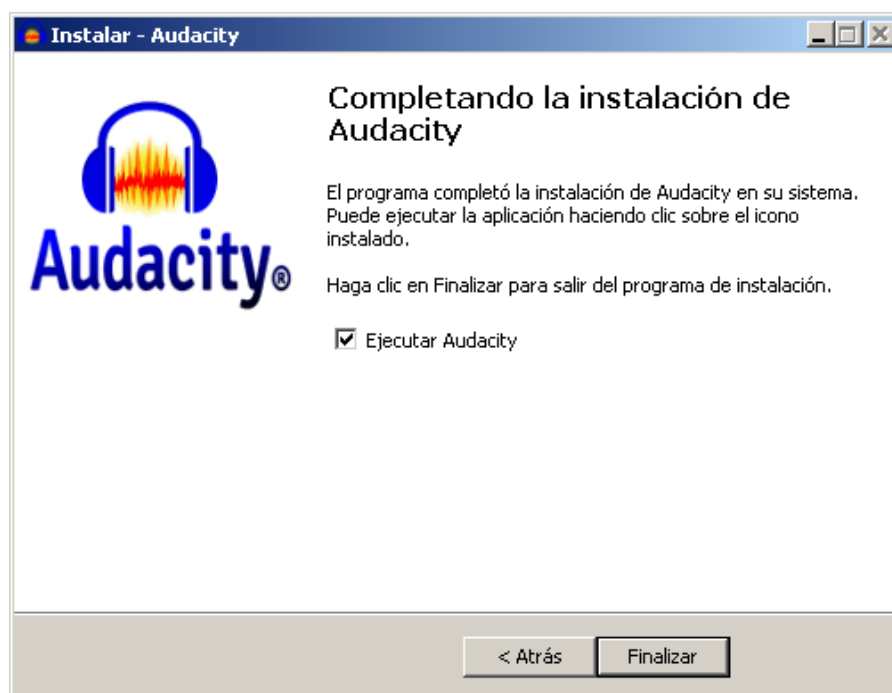 Instalar - Audacity
Completando la instalación de
Audacity
El programa completó la instalación de Audacity en su sistema.
Puede ejecutar la aplicación haciendo clic sobre el icono
instalado.
Audacity®
Haga clic en Finalizar para salir del programa de instalación.
Ejecutar Audacity
< Atrás
Finalizar